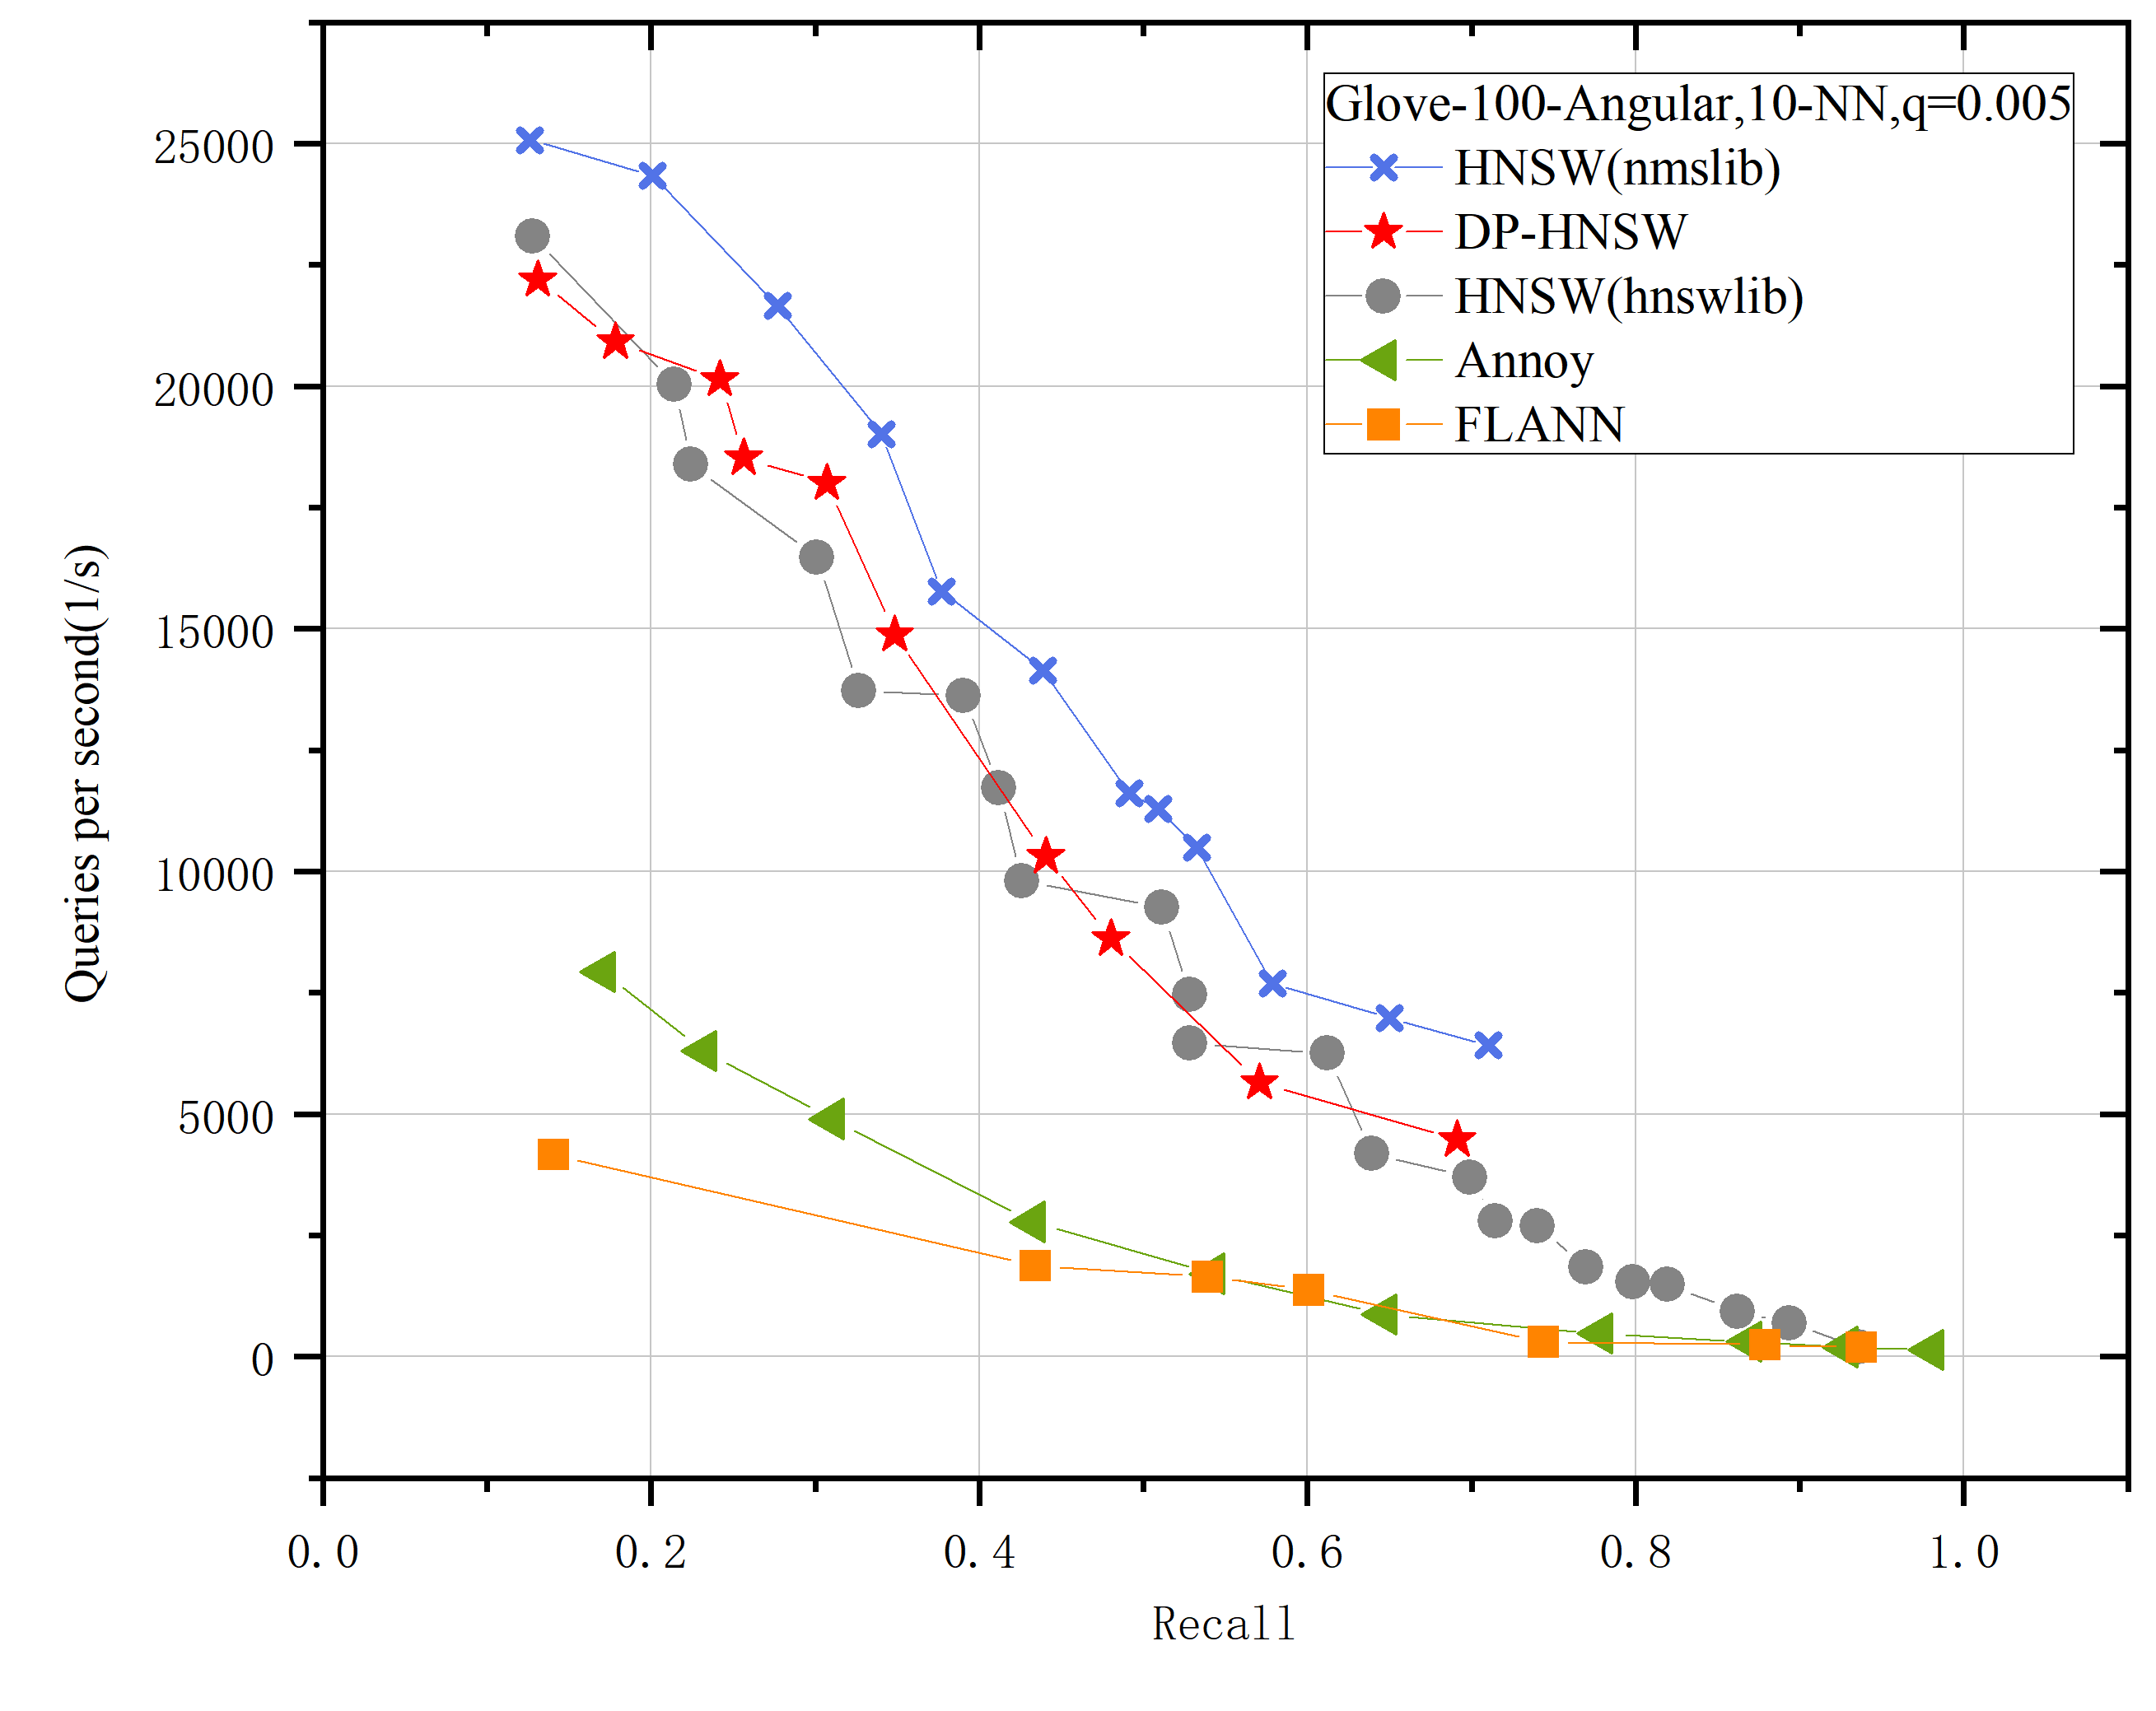 Glove-100-Angular,10-NN,q=0.005
HNSW(nmslib)
DP-HNSW
HNSW(hnswlib)
Annoy
FLANN
25000
20000
15000
10000
5000
0
Queries per second(1/s)
0.0 0.2 0.4 0.6 0.8 1.0
Recall